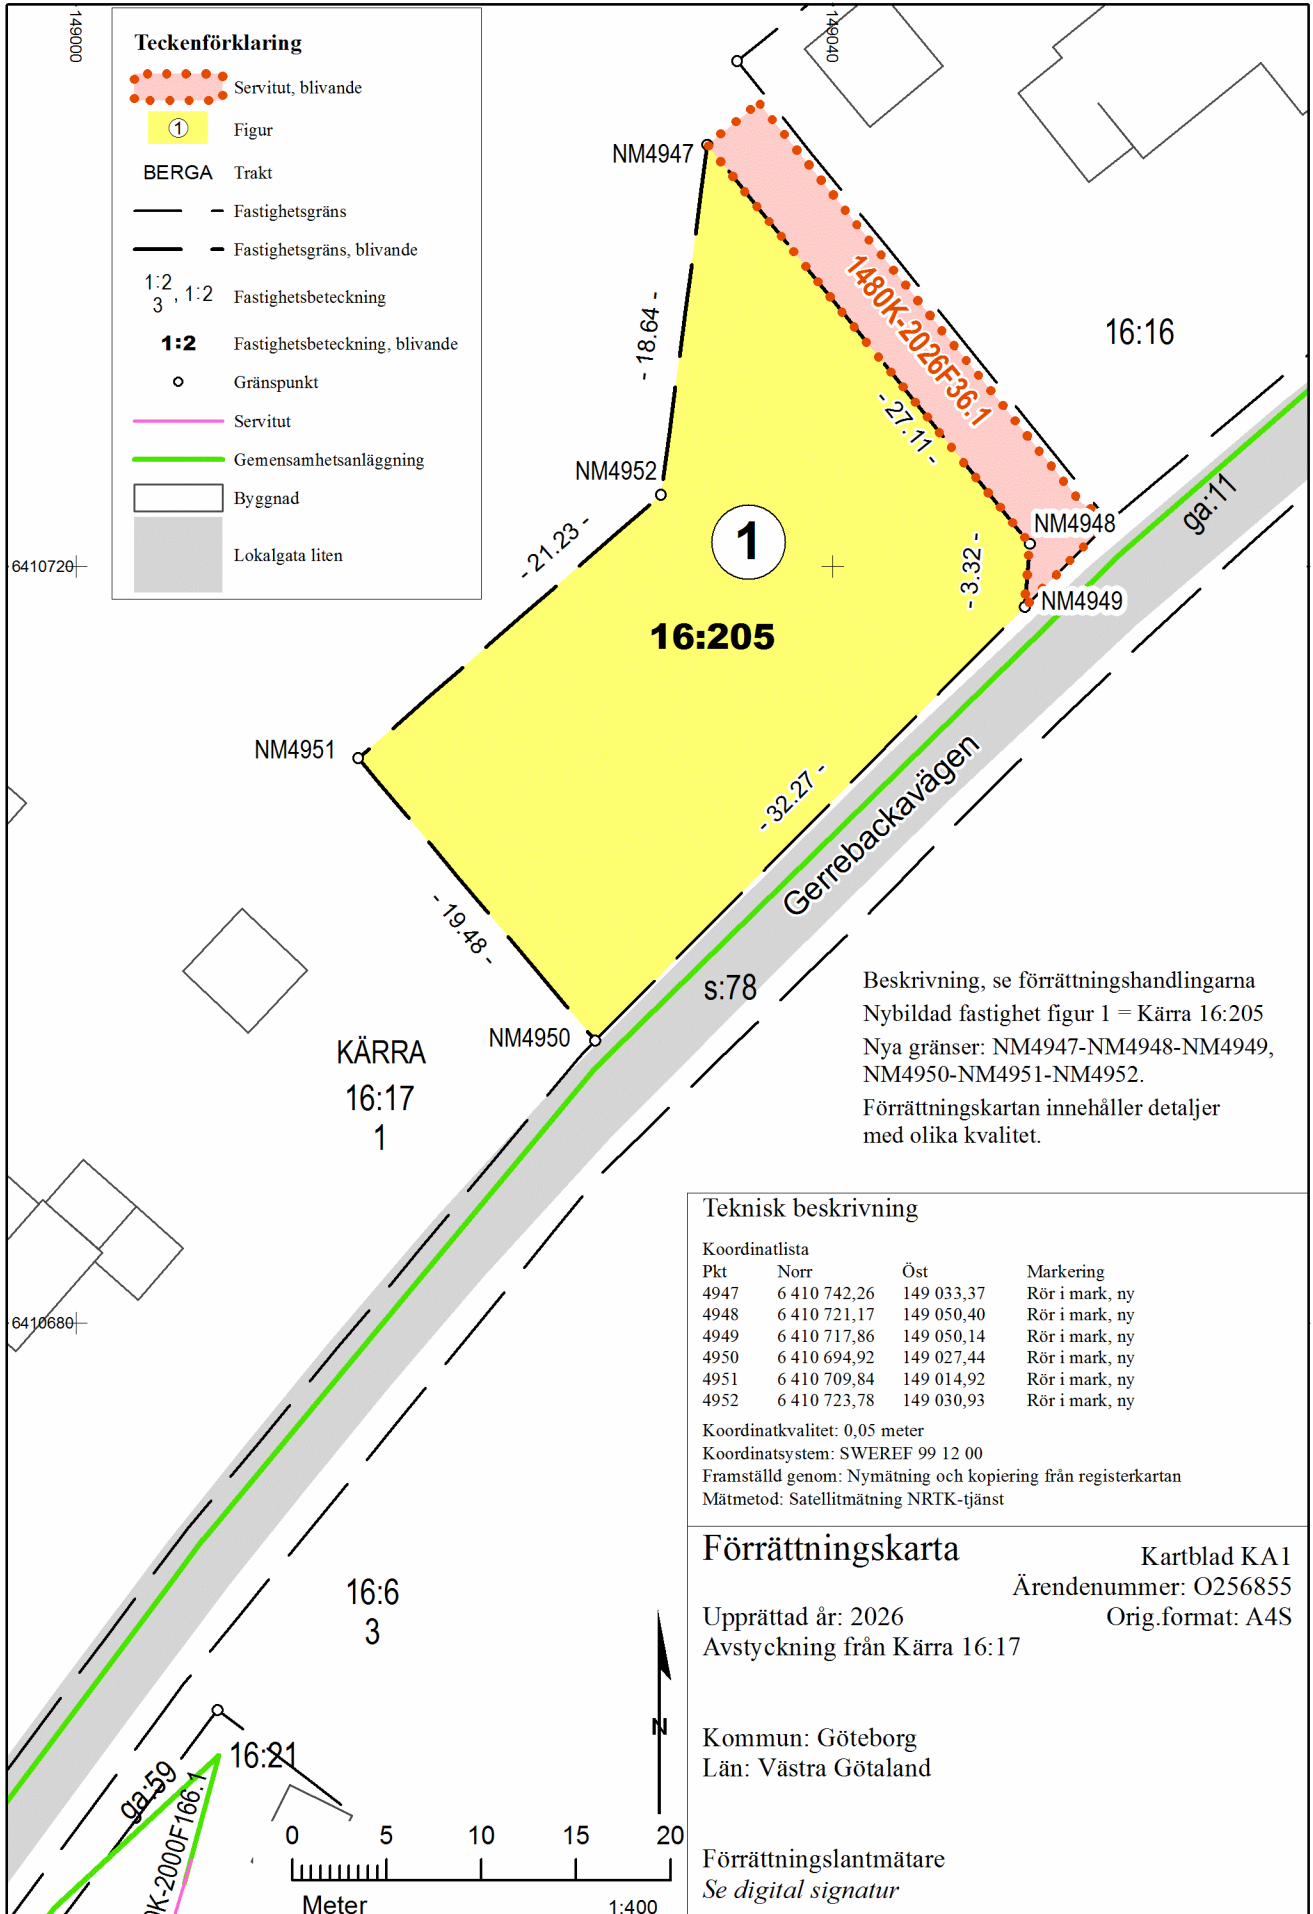 149000
149040
Teckenförklaring
Servitut, blivande
1 Figur
BERGA Trakt
Fastighetsgräns
Fastighetsgräns, blivande
1:2
3 , 1:2 Fastighetsbeteckning
1:2 Fastighetsbeteckning, blivande
Gränspunkt
Servitut
Gemensamhetsanläggning
Byggnad
Lokalgata liten
NM4947
1480K-2026F36.1
16:16
- 18.64 -
- 27.11 -
NM4952
NM4948
ga:11
- 21.23 -
1
- 3.32 -
6410720
NM4949
16:205
NM4951
- 32.27 -
Gerrebackavägen
- 19.48 -
s:78
NM4950
KÄRRA
16:17
1
Beskrivning, se förrättningshandlingarna
Nybildad fastighet figur 1 = Kärra 16:205
Nya gränser: NM4947-NM4948-NM4949,
NM4950-NM4951-NM4952.
Förrättningskartan innehåller detaljer
med olika kvalitet.
6410680
Teknisk beskrivning
Koordinatlista
Pkt Norr Öst Markering
4947 6 410 742,26 149 033,37 Rör i mark, ny
4948 6 410 721,17 149 050,40 Rör i mark, ny
4949 6 410 717,86 149 050,14 Rör i mark, ny
4950 6 410 694,92 149 027,44 Rör i mark, ny
4951 6 410 709,84 149 014,92 Rör i mark, ny
4952 6 410 723,78 149 030,93 Rör i mark, ny
Koordinatkvalitet: 0,05 meter
Koordinatsystem: SWEREF 99 12 00
Framställd genom: Nymätning och kopiering från registerkartan
Mätmetod: Satellitmätning NRTK-tjänst
16:6
3
16:21
ga:59
0K-2000F166.1
N
0 5 10 15 20
Meter 1:400
Förrättningskarta
Kartblad KA1
Ärendenummer: O256855
Upprättad år: 2026 Orig.format: A4S
Avstyckning från Kärra 16:17
Kommun: Göteborg
Län: Västra Götaland
Förrättningslantmätare
Se digital signatur